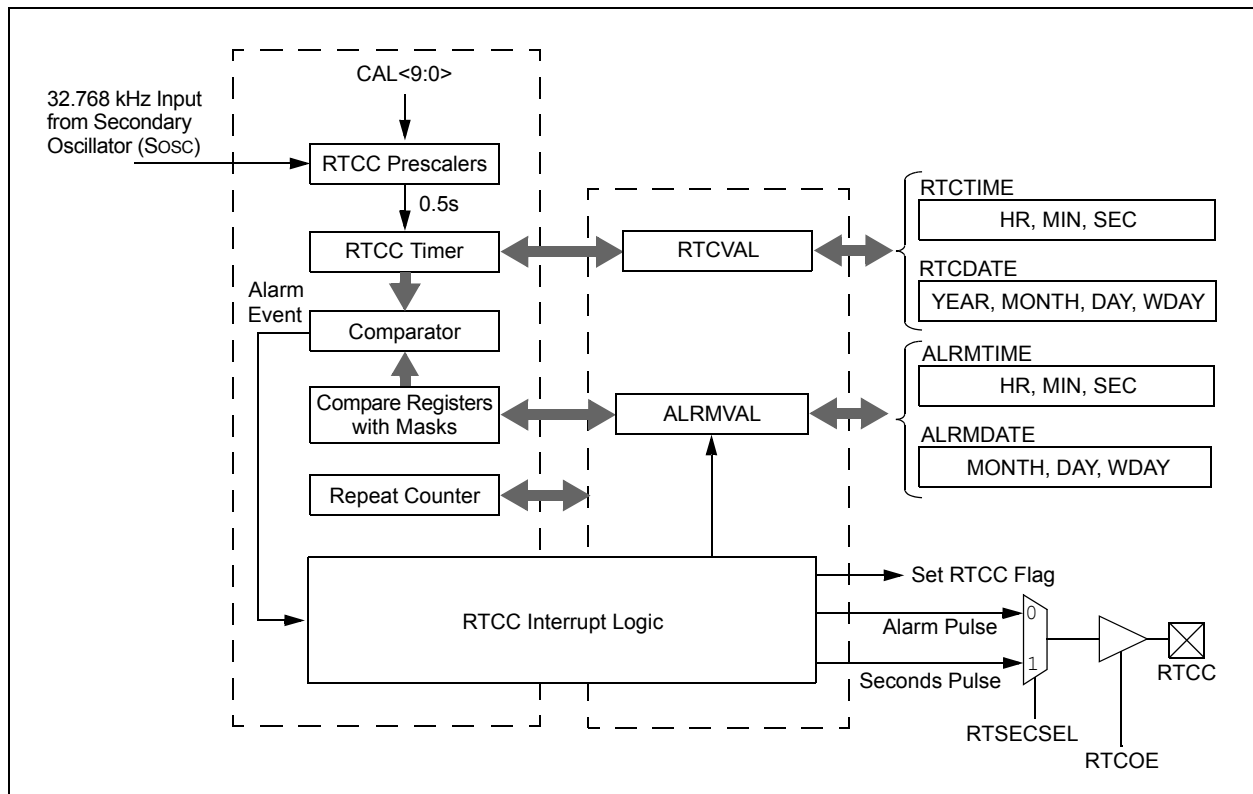 CAL<9:0>
32.768 kHz Input
from Secondary
Oscillator (SOSC)
RTCC Prescalers
0.5s
RTCC Timer
RTCVAL
RTCTIME
HR, MIN, SEC
RTCDATE
YEAR, MONTH, DAY, WDAY
Alarm
Event
Comparator
Compare Registers
with Masks
ALRMVAL
ALRMTIME
HR, MIN, SEC
ALRMDATE
MONTH, DAY, WDAY
Repeat Counter
RTCC Interrupt Logic
Set RTCC Flag
Alarm Pulse
0
Seconds Pulse
1
RTCC
RTSECSEL
RTCOE